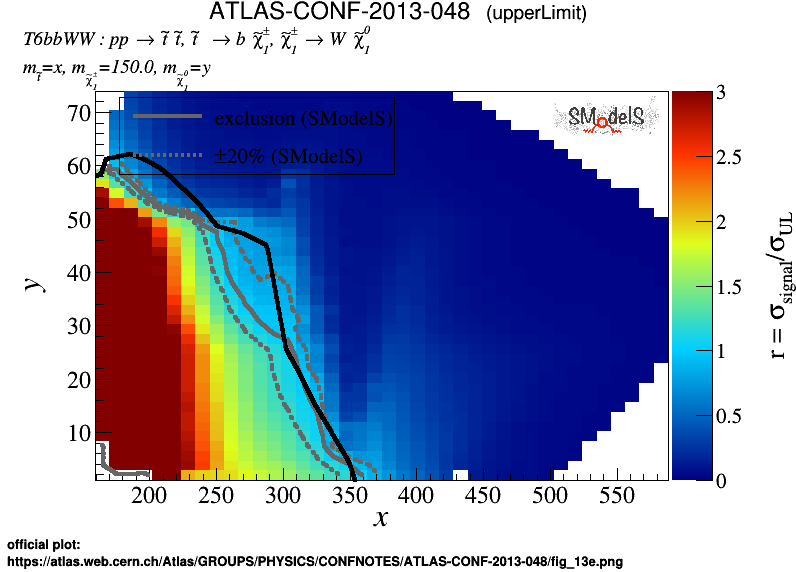 ATLAS-CONF-2013-048 (upperLimit)
T6bbWW : pp → t̃ t̃, t̃ → b χ̃₁±, χ̃₁± → W χ̃₁⁰
m_t̃=x, m_χ̃₁±=150.0, m_χ̃₁⁰=y
exclusion (SModelS)
±20% (SModelS)
SModelS
70
60
50
40
30
20
10
y
200 250 300 350 400 450 500 550
x
3
2.5
2
1.5
1
0.5
0
r = σ_signal/σ_UL
official plot:
https://atlas.web.cern.ch/Atlas/GROUPS/PHYSICS/CONFNOTES/ATLAS-CONF-2013-048/fig_13e.png